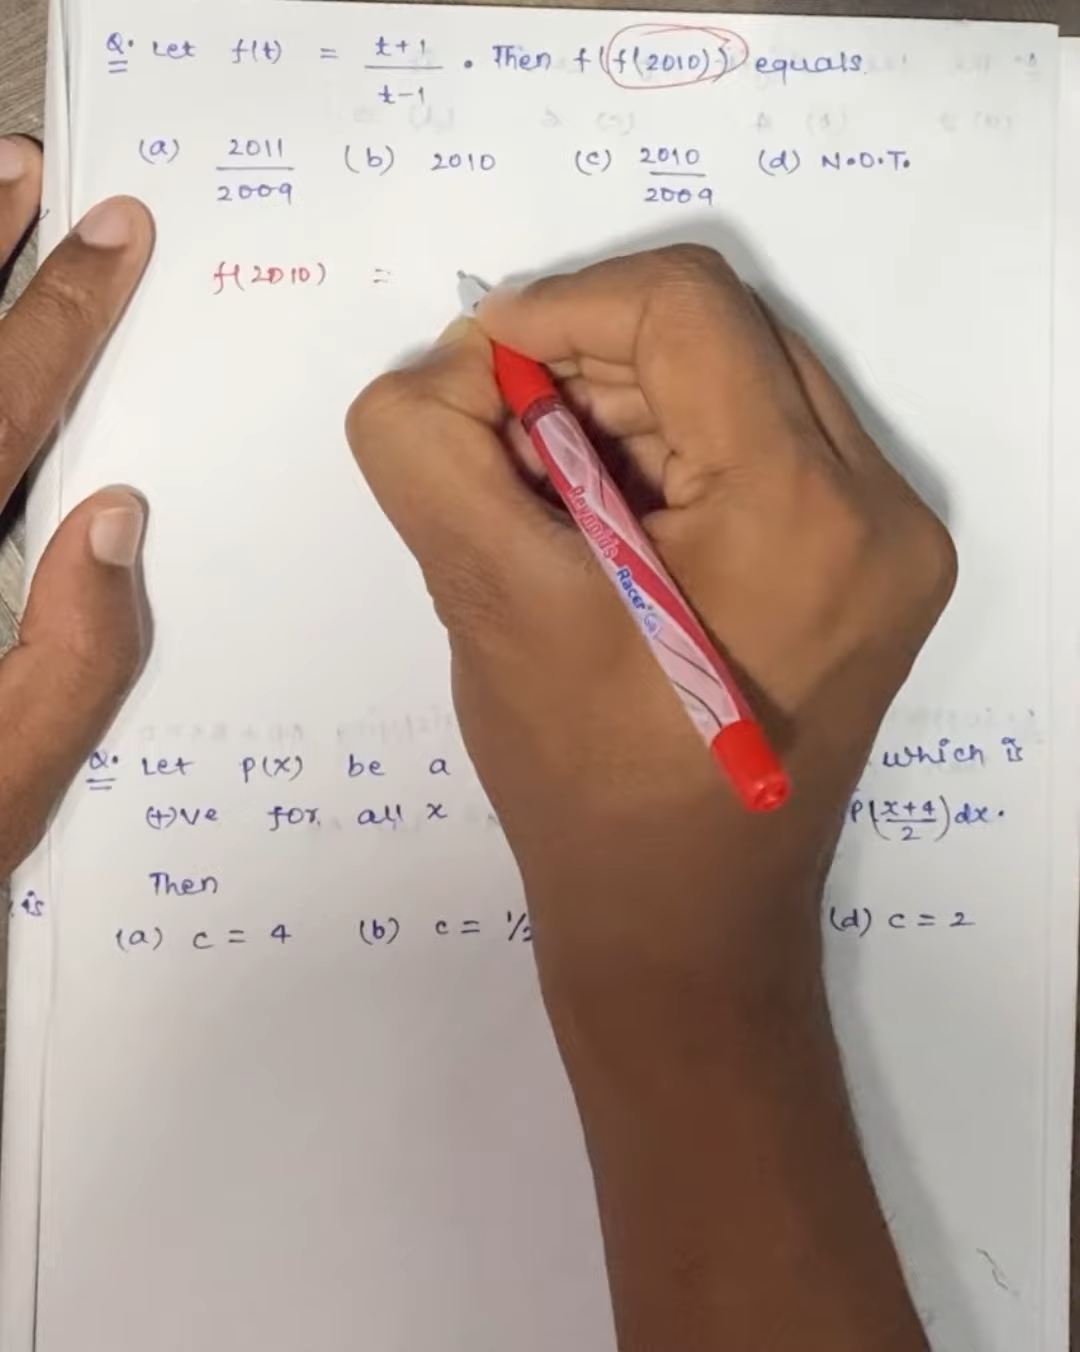 Q. Let f(t) = t+1/t-1 . Then f(f(2010)) equals
(a) 2011/2009 (b) 2010 (c) 2010/2009 (d) N.O.T.
f(2010) =
Reynolds Racer
Q. Let P(x) be a which is
(+)ve for all x P(x+4/2)dx.
Then
is
(a) c = 4 (b) c = (d) c = 2